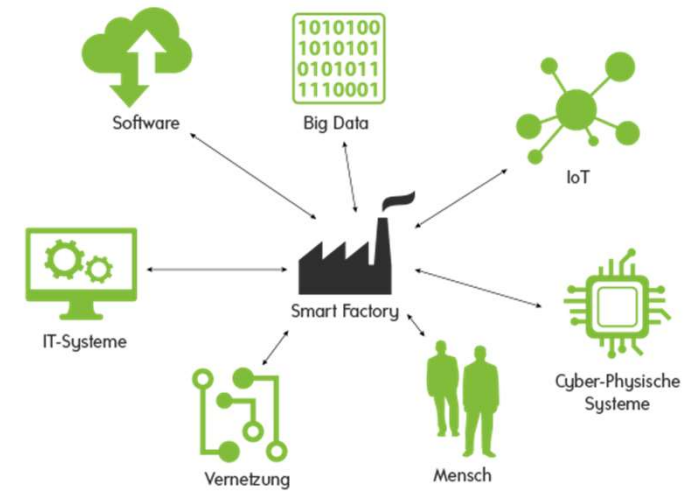 1010100
1010101
0101011
1110001
Software
Big Data
IoT
Smart Factory
IT-Systeme
Cyber-Physische
Systeme
Vernetzung
Mensch